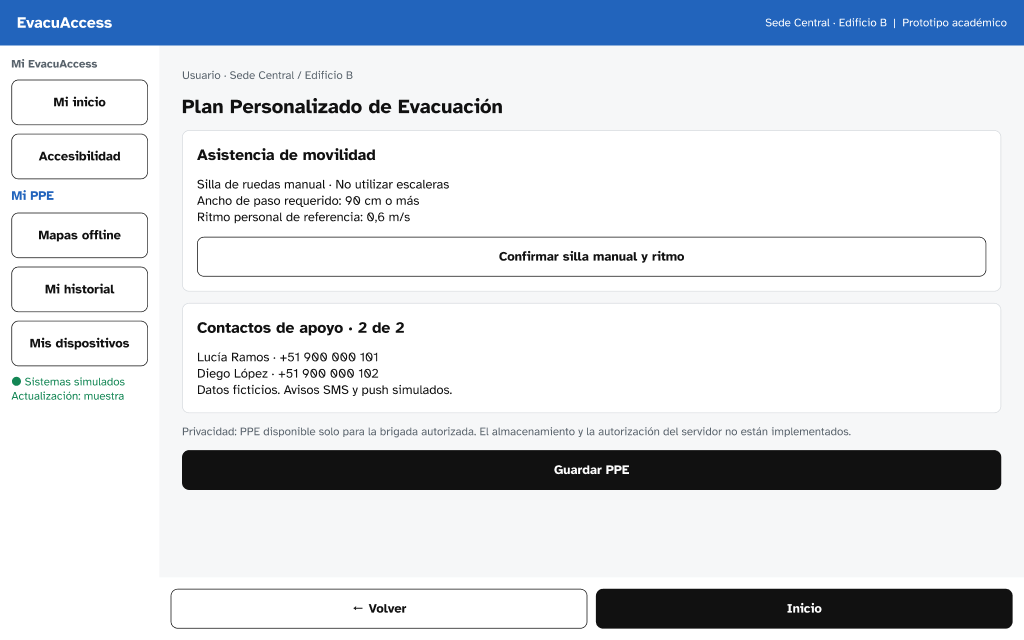 EvacuAccess
Sede Central · Edificio B | Prototipo académico
Mi EvacuAccess
Mi inicio
Accesibilidad
Mi PPE
Mapas offline
Mi historial
Mis dispositivos
Sistemas simulados
Actualización: muestra
Usuario · Sede Central / Edificio B
Plan Personalizado de Evacuación
Asistencia de movilidad
Silla de ruedas manual · No utilizar escaleras
Ancho de paso requerido: 90 cm o más
Ritmo personal de referencia: 0,6 m/s
Confirmar silla manual y ritmo
Contactos de apoyo · 2 de 2
Lucía Ramos · +51 900 000 101
Diego López · +51 900 000 102
Datos ficticios. Avisos SMS y push simulados.
Privacidad: PPE disponible solo para la brigada autorizada. El almacenamiento y la autorización del servidor no están implementados.
Guardar PPE
← Volver
Inicio